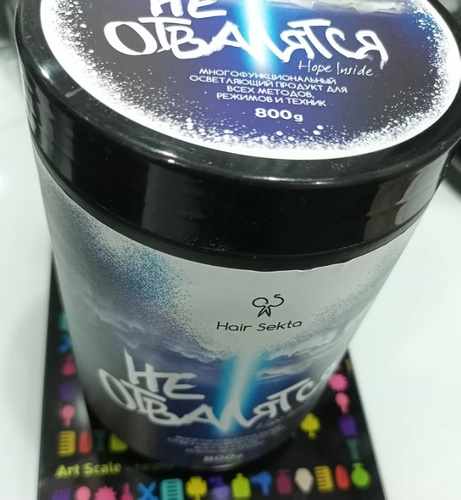 НЕ
ОТВАЛЯТСЯ
Hope Inside
МНОГОФУНКЦИОНАЛЬНЫЙ
ОСВЕТЛЯЮЩИЙ ПРОДУКТ ДЛЯ
ВСЕХ МЕТОДОВ,
РЕЖИМОВ И ТЕХНИК
800g
Hair Sekta
НЕ
ОТВАЛЯТСЯ
800g
Art Scale